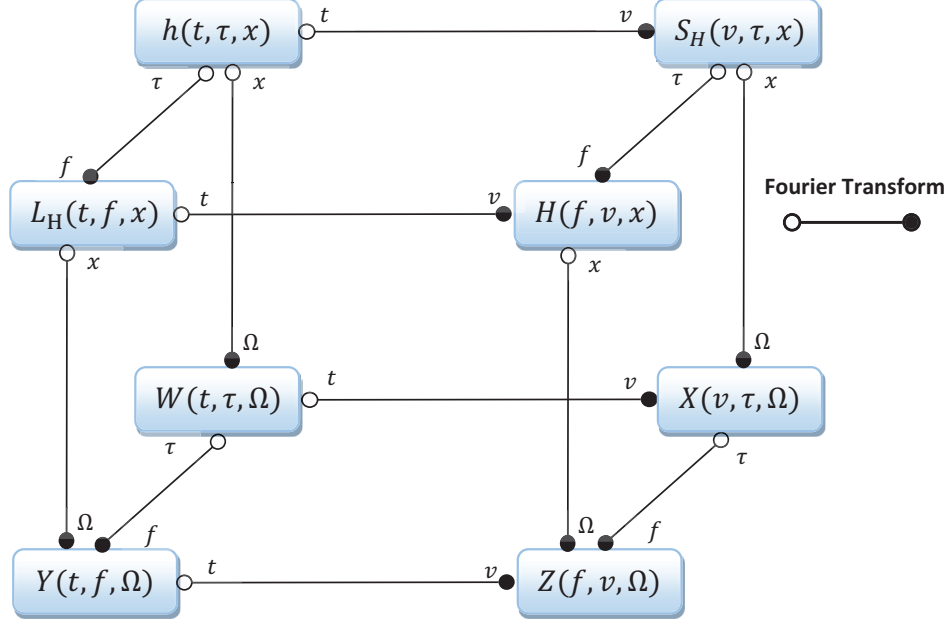 h(t, τ, x)
t
v
S_H(v, τ, x)
τ
x
τ
x
f
f
Fourier Transform
L_H(t, f, x)
t
v
H(f, v, x)
x
x
Ω
Ω
W(t, τ, Ω)
t
v
X(v, τ, Ω)
τ
τ
Ω
f
Ω
f
Y(t, f, Ω)
t
v
Z(f, v, Ω)